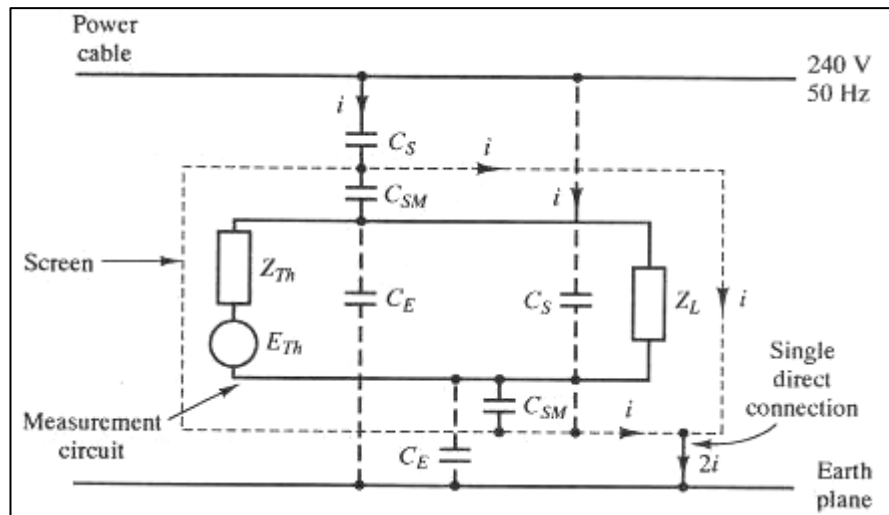 Power
cable
240 V
50 Hz
i
C_S
i
C_SM
i
Screen
Z_Th
C_E
C_S
Z_L
i
E_Th
Single
direct
connection
Measurement
circuit
C_SM
i
C_E
2i
Earth
plane